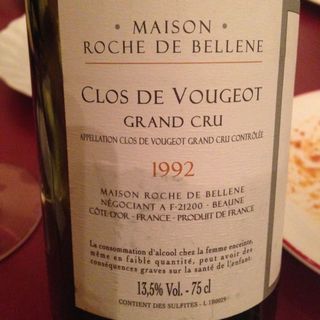 • MAISON •
ROCHE DE BELLENE
CLOS DE VOUGEOT
GRAND CRU
APPELLATION CLOS DE VOUGEOT GRAND CRU CONTRÔLÉE
1992
MAISON ROCHE DE BELLENE
NÉGOCIANT A F-21200 - BEAUNE
CÔTE D'OR - FRANCE - PRODUIT DE FRANCE
La consommation d'alcool chez la femme enceinte,
même en faible quantité, peut avoir des
conséquences graves sur la santé de l'enfant.
13,5% Vol. - 75 cl
CONTIENT DES SULFITES - L 1B0029